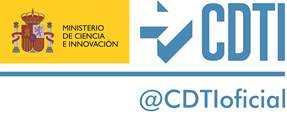 MINISTERIO
DE CIENCIA
E INNOVACIÓN
CDTI
@CDTIoficial